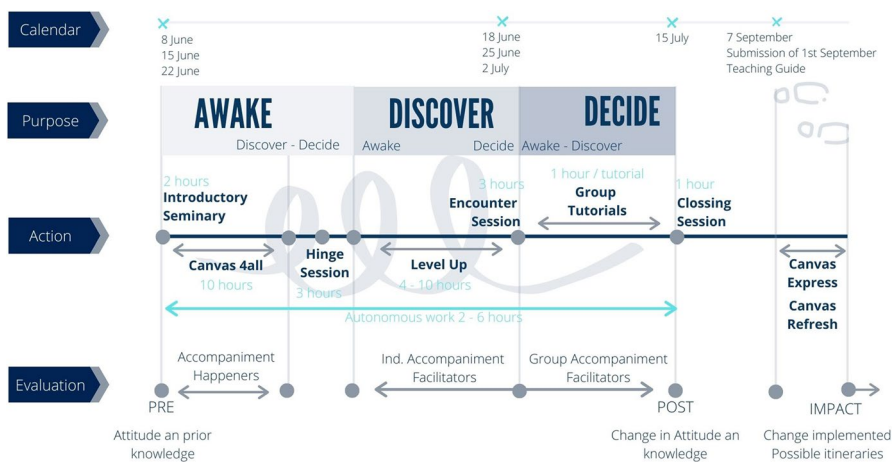 Calendar
8 June
15 June
22 June
18 June
25 June
2 July
15 July
7 September
Submission of 1st September
Teaching Guide
Purpose
AWAKE
Discover - Decide
DISCOVER
Awake
Decide
DECIDE
Awake - Discover
Action
2 hours
Introductory
Seminary
Canvas 4all
10 hours
Hinge
Session
3 hours
3 hours
Encounter
Session
Level Up
4 - 10 hours
1 hour / tutorial
Group
Tutorials
1 hour
Clossing
Session
Canvas
Express
Canvas
Refresh
Autonomous work 2 - 6 hours
Evaluation
Accompaniment
Happeners
Ind. Accompaniment
Facilitators
Group Accompaniment
Facilitators
PRE
Attitude an prior
knowledge
POST
Change in Attitude an
knowledge
IMPACT
Change implemented
Possible itineraries